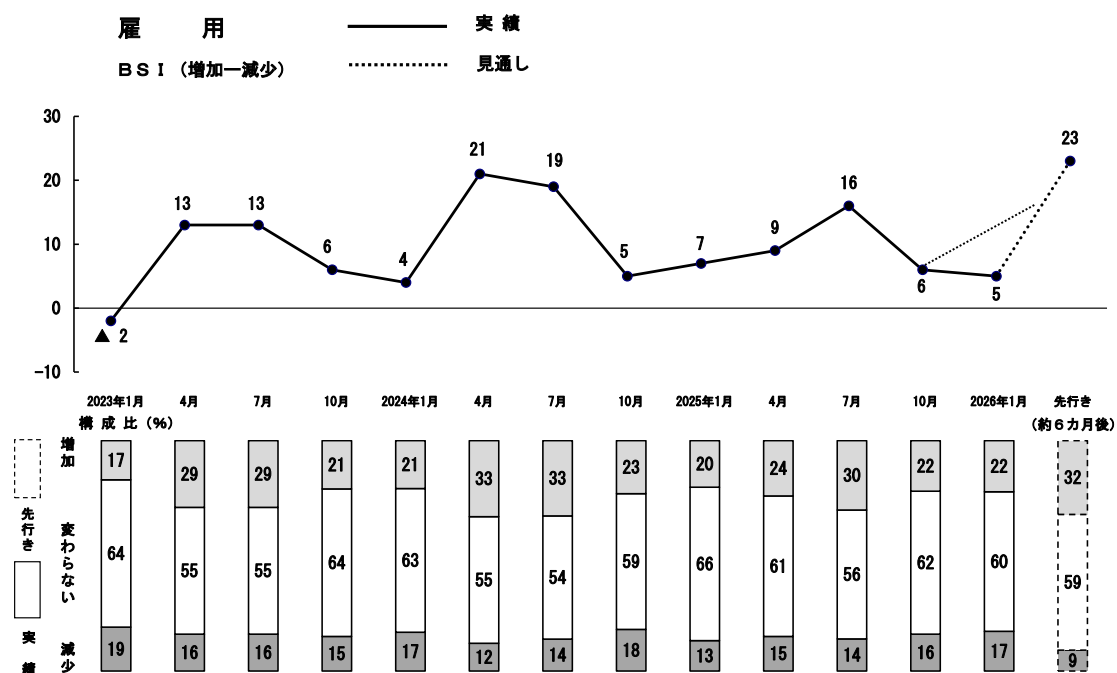 雇　用
実 績
ＢＳＩ（増加―減少）
見通し
30
20
10
0
-10
▲ 2
13
13
6
4
21
19
5
7
9
16
6
5
23
2023年1月 4月 7月 10月 2024年1月 4月 7月 10月 2025年1月 4月 7月 10月 2026年1月 先行き
構 成 比（%） （約６カ月後）
増加
17 29 29 21 21 33 33 23 20 24 30 22 22 32
先行き
変わらない
64 55 55 64 63 55 54 59 66 61 56 62 60 59
実績
減少
19 16 16 15 17 12 14 18 13 15 14 16 17 9